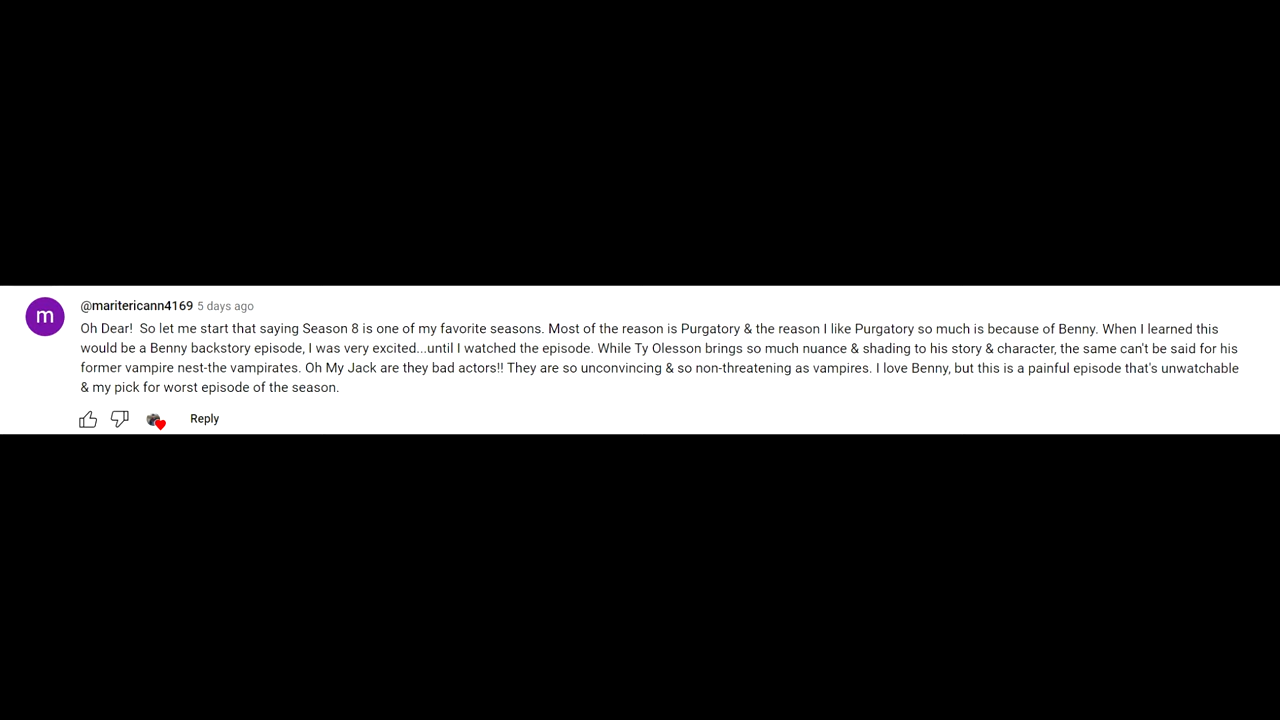 m
@maritericann4169 5 days ago
Oh Dear!  So let me start that saying Season 8 is one of my favorite seasons. Most of the reason is Purgatory & the reason I like Purgatory so much is because of Benny. When I learned this
would be a Benny backstory episode, I was very excited...until I watched the episode. While Ty Olesson brings so much nuance & shading to his story & character, the same can't be said for his
former vampire nest-the vampirates. Oh My Jack are they bad actors!! They are so unconvincing & so non-threatening as vampires. I love Benny, but this is a painful episode that's unwatchable
& my pick for worst episode of the season.
Reply